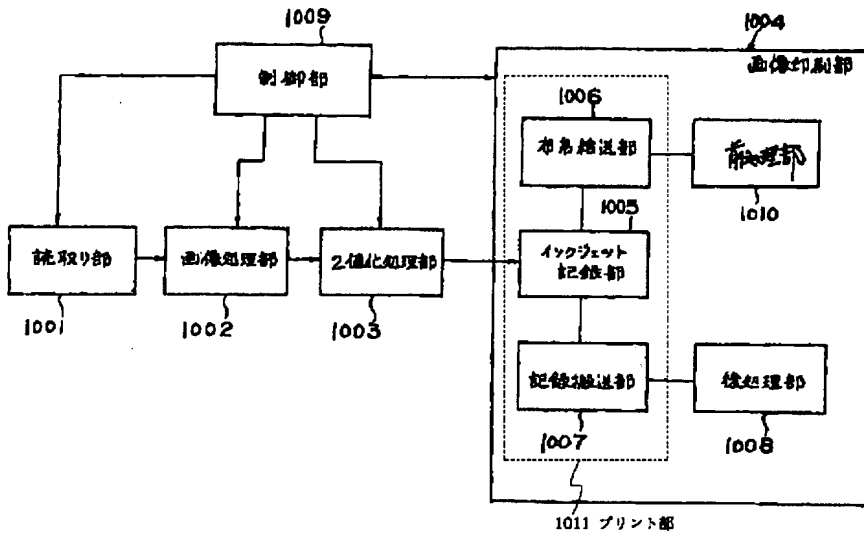 1009
制御部
1004
画像印刷部
1006
布帛給送部
前処理部
1010
1005
インクジェット
記録部
読取り部
1001
画像処理部
1002
2値化処理部
1003
記録搬送部
1007
後処理部
1008
1011 プリント部